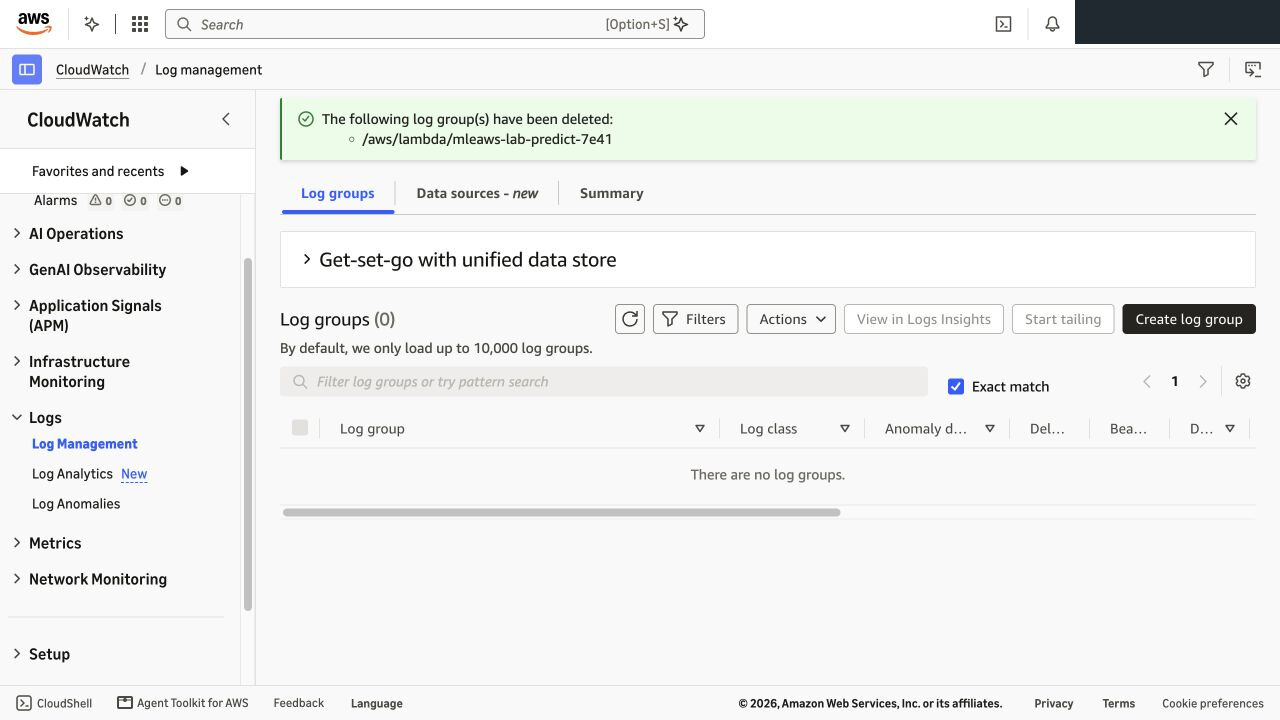 aws
Search
[Option+S]
CloudWatch / Log management
CloudWatch
Favorites and recents
Alarms 0 0 0
AI Operations
GenAI Observability
Application Signals
(APM)
Infrastructure
Monitoring
Logs
Log Management
Log Analytics New
Log Anomalies
Metrics
Network Monitoring
Setup
The following log group(s) have been deleted:
/aws/lambda/mleaws-lab-predict-7e41
Log groups
Data sources - new
Summary
Get-set-go with unified data store
Log groups (0)
Filters
Actions
View in Logs Insights
Start tailing
Create log group
By default, we only load up to 10,000 log groups.
Filter log groups or try pattern search
Exact match
1
Log group
Log class
Anomaly d...
Del...
Bea...
D...
There are no log groups.
CloudShell
Agent Toolkit for AWS
Feedback
Language
© 2026, Amazon Web Services, Inc. or its affiliates.
Privacy
Terms
Cookie preferences